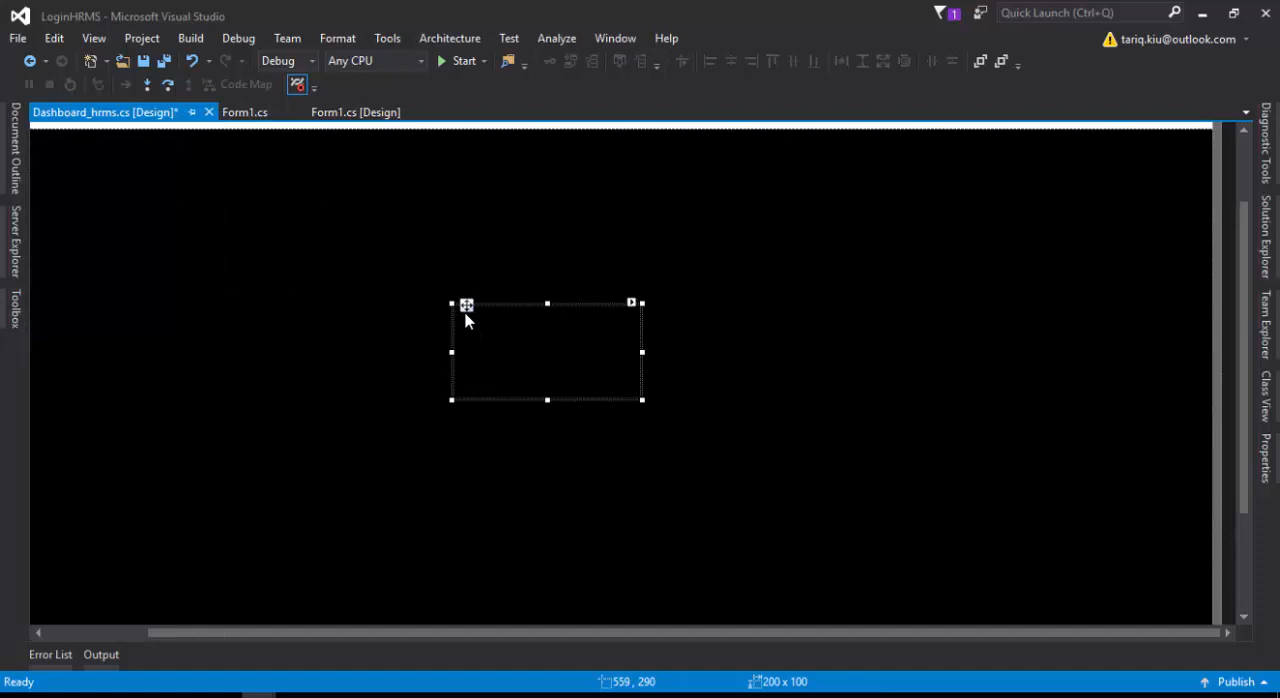 LoginHRMS - Microsoft Visual Studio
1
Quick Launch (Ctrl+Q)
File Edit View Project Build Debug Team Format Tools Architecture Test Analyze Window Help
tariq.kiu@outlook.com
Debug Any CPU Start
Code Map
Dashboard_hrms.cs [Design]* Form1.cs Form1.cs [Design]
Document Outline
Server Explorer
Toolbox
Diagnostic Tools
Solution Explorer
Team Explorer
Class View
Properties
Error List Output
Ready 559 , 290 200 x 100 Publish